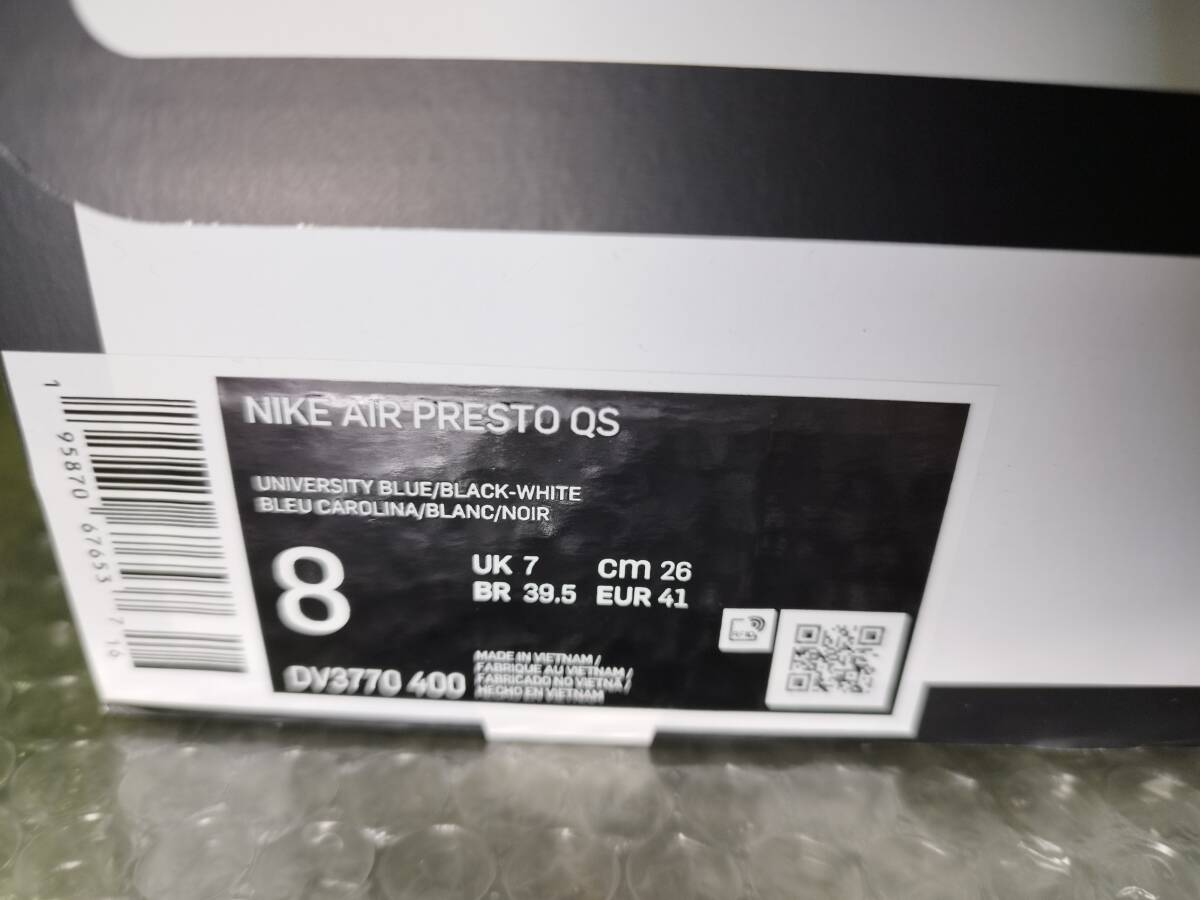 NIKE AIR PRESTO QS
UNIVERSITY BLUE/BLACK-WHITE
BLEU CAROLINA/BLANC/NOIR
8
UK 7 cm 26
BR 39.5 EUR 41
DV3770 400
MADE IN VIETNAM /
FABRIQUE AU VIETNAM /
FABRICADO NO VIETNA /
HECHO EN VIETNAM
1 95870 67653 7 16